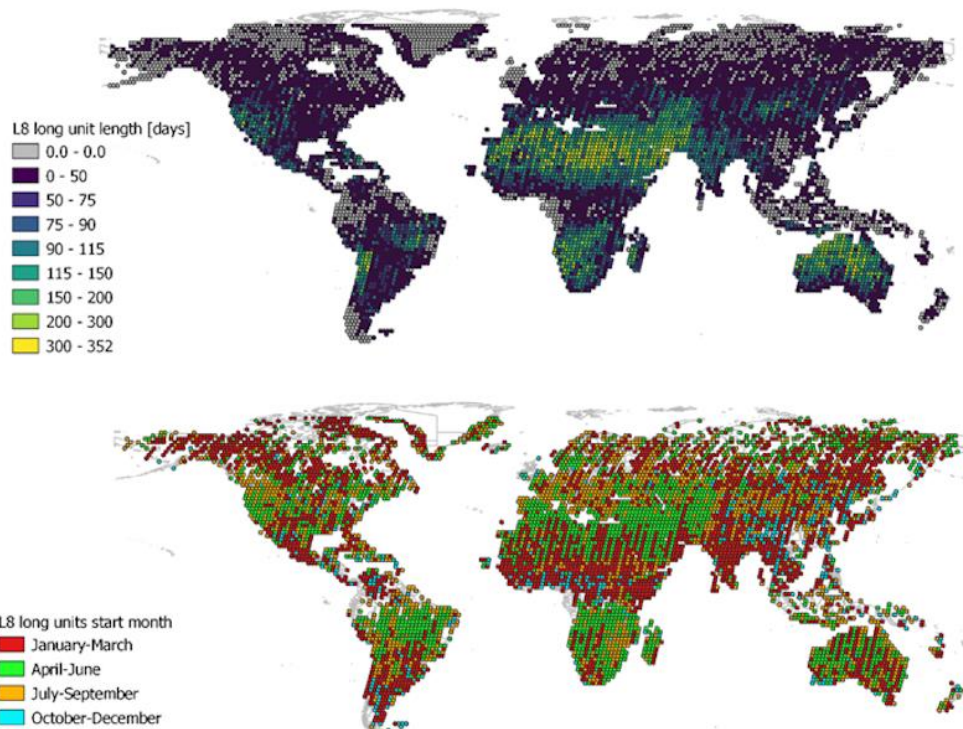 L8 long unit length [days]
0.0 - 0.0
0 - 50
50 - 75
75 - 90
90 - 115
115 - 150
150 - 200
200 - 300
300 - 352
L8 long units start month
January-March
April-June
July-September
October-December